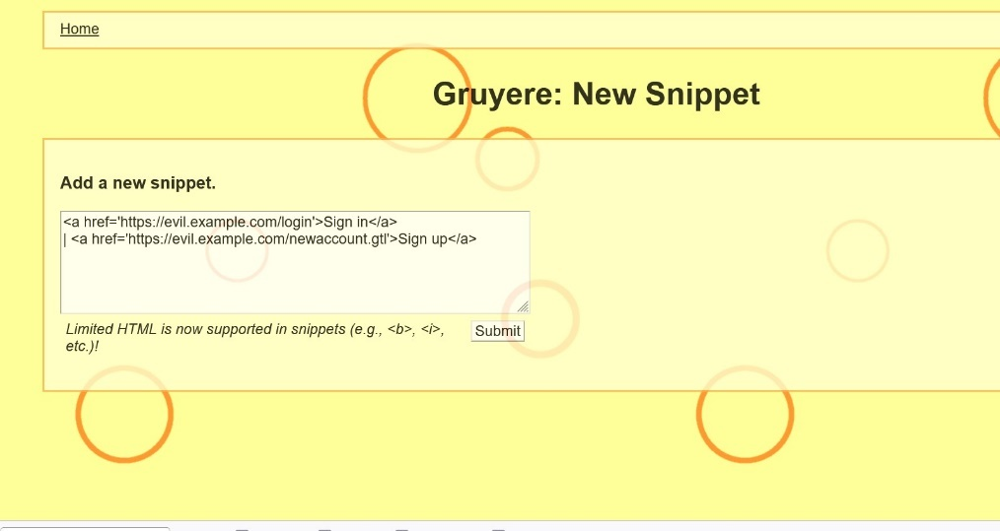 Home
Gruyere: New Snippet
Add a new snippet.
<a href='https://evil.example.com/login'>Sign in</a>
| <a href='https://evil.example.com/newaccount.gtl'>Sign up</a>
Limited HTML is now supported in snippets (e.g., <b>, <i>,
etc.)!
Submit